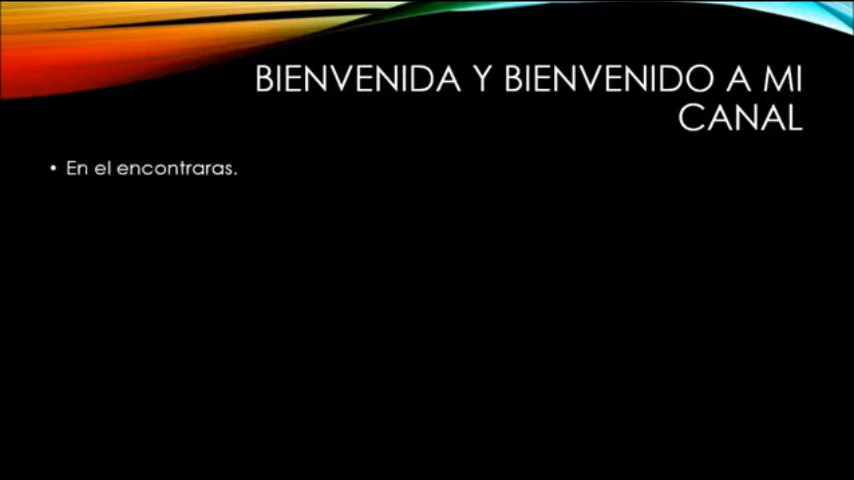 BIENVENIDA Y BIENVENIDO A MI
CANAL
• En el encontraras.